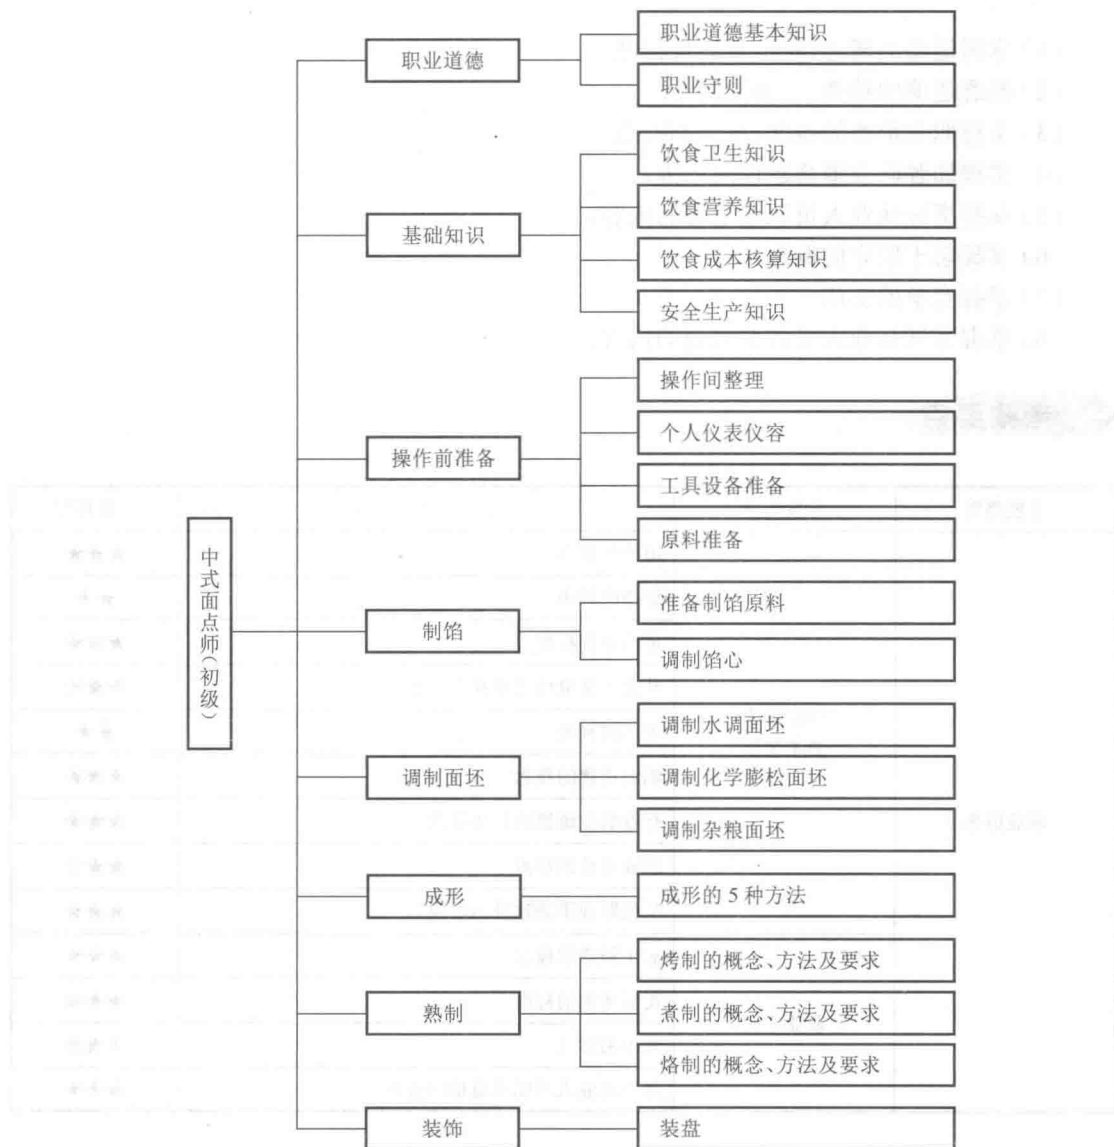 职业道德
职业道德基本知识
职业守则
基础知识
饮食卫生知识
饮食营养知识
饮食成本核算知识
安全生产知识
操作前准备
操作间整理
个人仪表仪容
工具设备准备
原料准备
中式面点师（初级）
制馅
准备制馅原料
调制馅心
调制面坯
调制水调面坯
调制化学膨松面坯
调制杂粮面坯
成形
成形的 5 种方法
熟制
烤制的概念、方法及要求
煮制的概念、方法及要求
烙制的概念、方法及要求
装饰
装盘